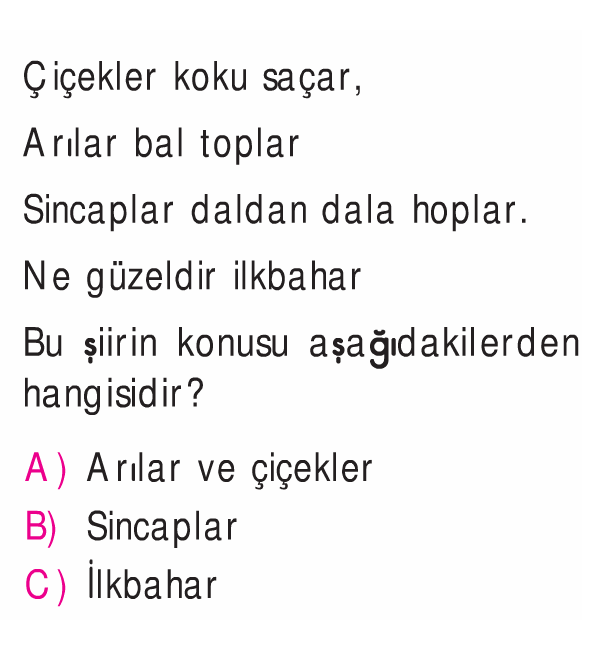 Çiçekler koku saçar,
Arılar bal toplar
Sincaplar daldan dala hoplar.
Ne güzeldir ilkbahar
Bu şiirin konusu aşağıdakilerden
hangisidir?
A) Arılar ve çiçekler
B) Sincaplar
C) İlkbahar